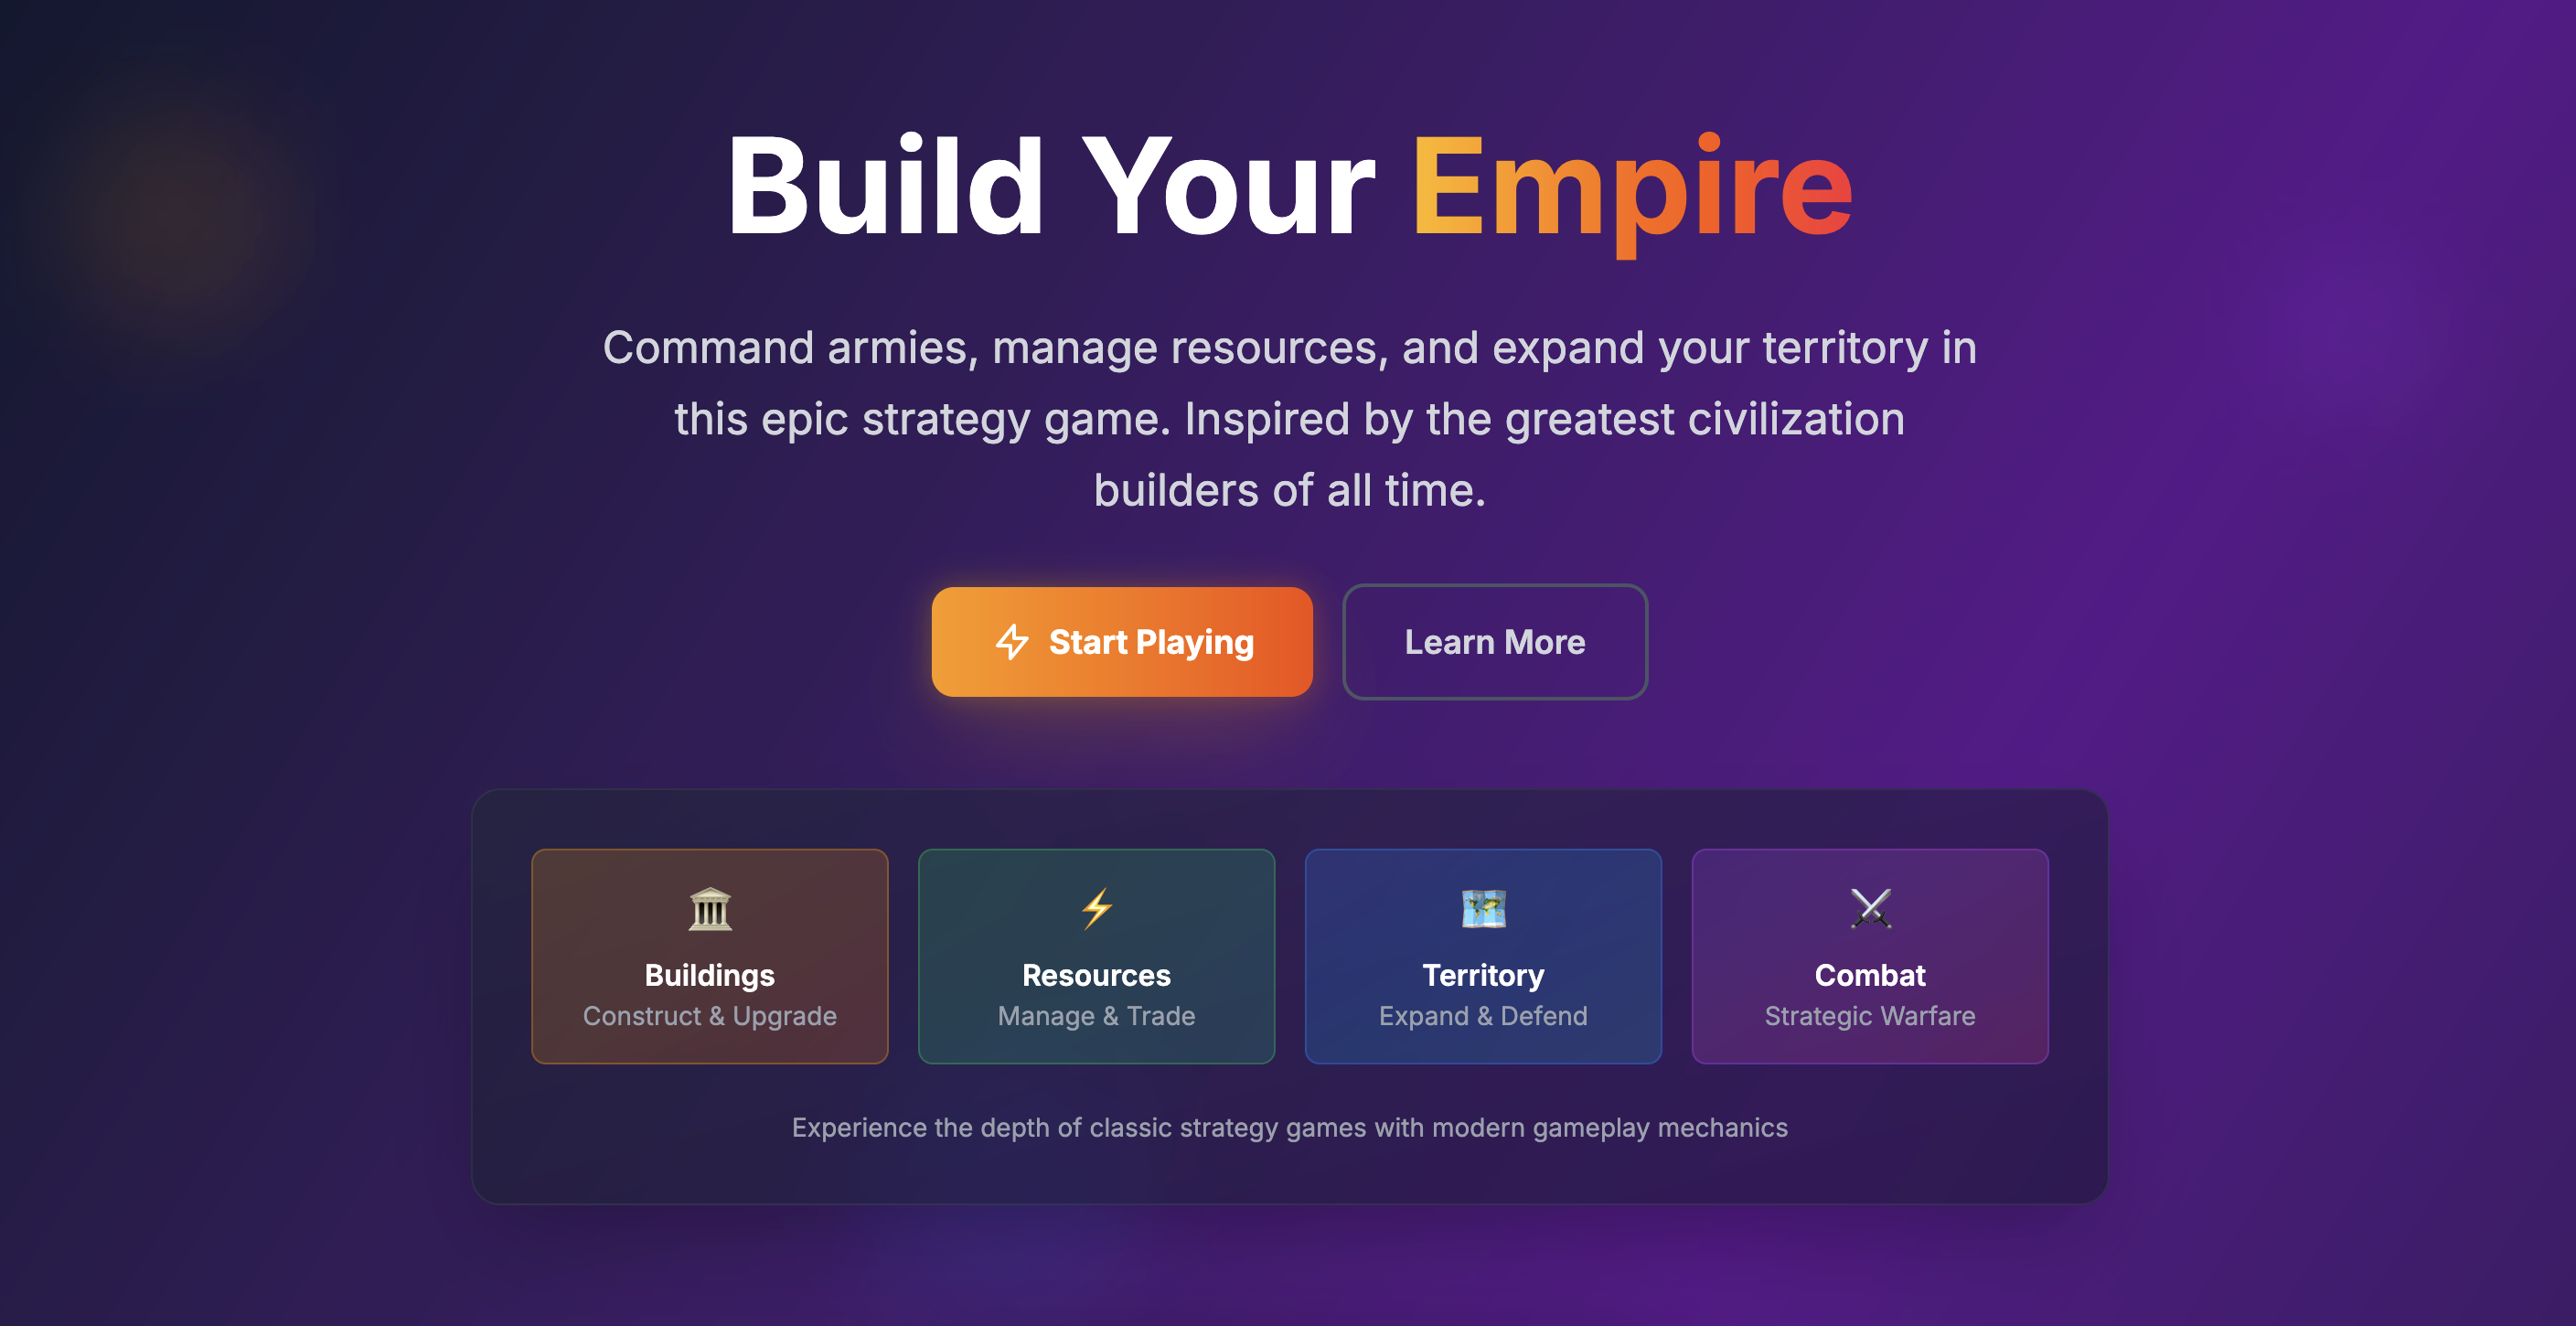 Build Your Empire
Command armies, manage resources, and expand your territory in
this epic strategy game. Inspired by the greatest civilization
builders of all time.
Start Playing
Learn More
Buildings
Construct & Upgrade
Resources
Manage & Trade
Territory
Expand & Defend
Combat
Strategic Warfare
Experience the depth of classic strategy games with modern gameplay mechanics